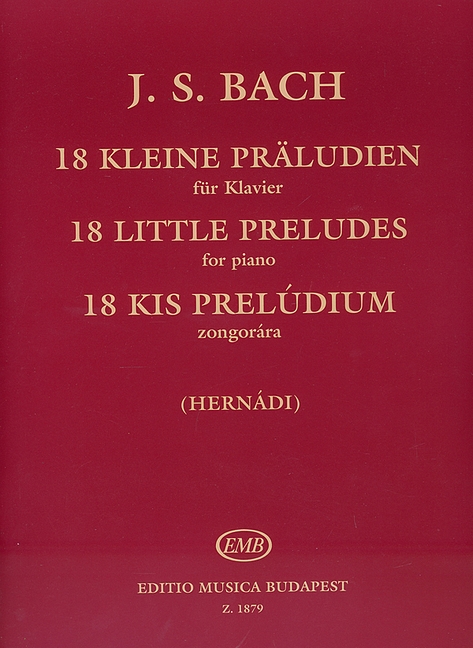 J. S. BACH
18 KLEINE PRÄLUDIEN
für Klavier
18 LITTLE PRELUDES
for piano
18 KIS PRELÚDIUM
zongorára
(HERNÁDI)
EMB
EDITIO MUSICA BUDAPEST
Z. 1879